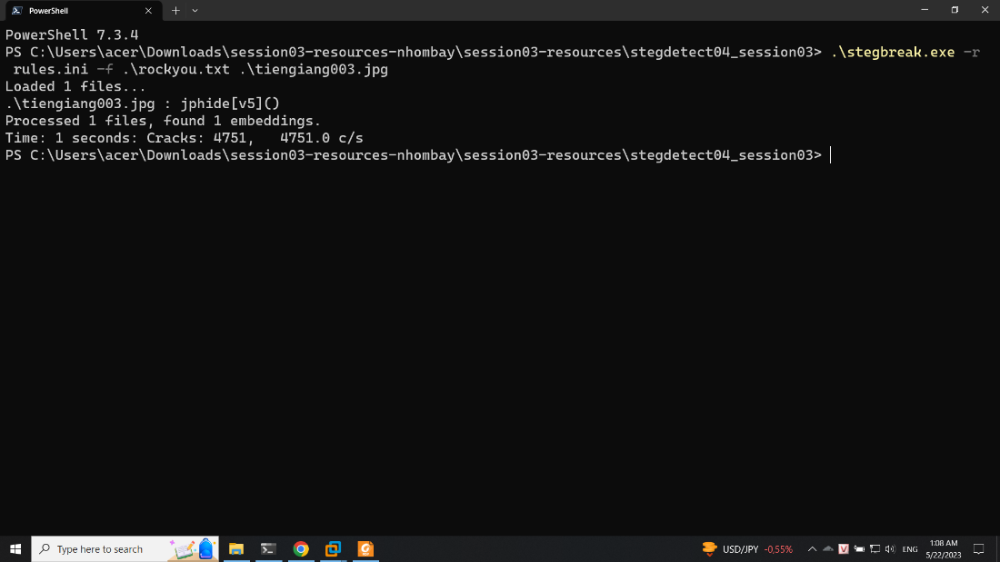 PowerShell
PowerShell 7.3.4
PS C:\Users\acer\Downloads\session03-resources-nhombay\session03-resources\stegdetect04_session03> .\stegbreak.exe -r
rules.ini -f .\rockyou.txt .\tiengiang003.jpg
Loaded 1 files...
.\tiengiang003.jpg : jphide[v5]()
Processed 1 files, found 1 embeddings.
Time: 1 seconds: Cracks: 4751,   4751.0 c/s
PS C:\Users\acer\Downloads\session03-resources-nhombay\session03-resources\stegdetect04_session03>
Type here to search
USD/JPY -0,55%
V
ENG
1:08 AM
5/22/2023